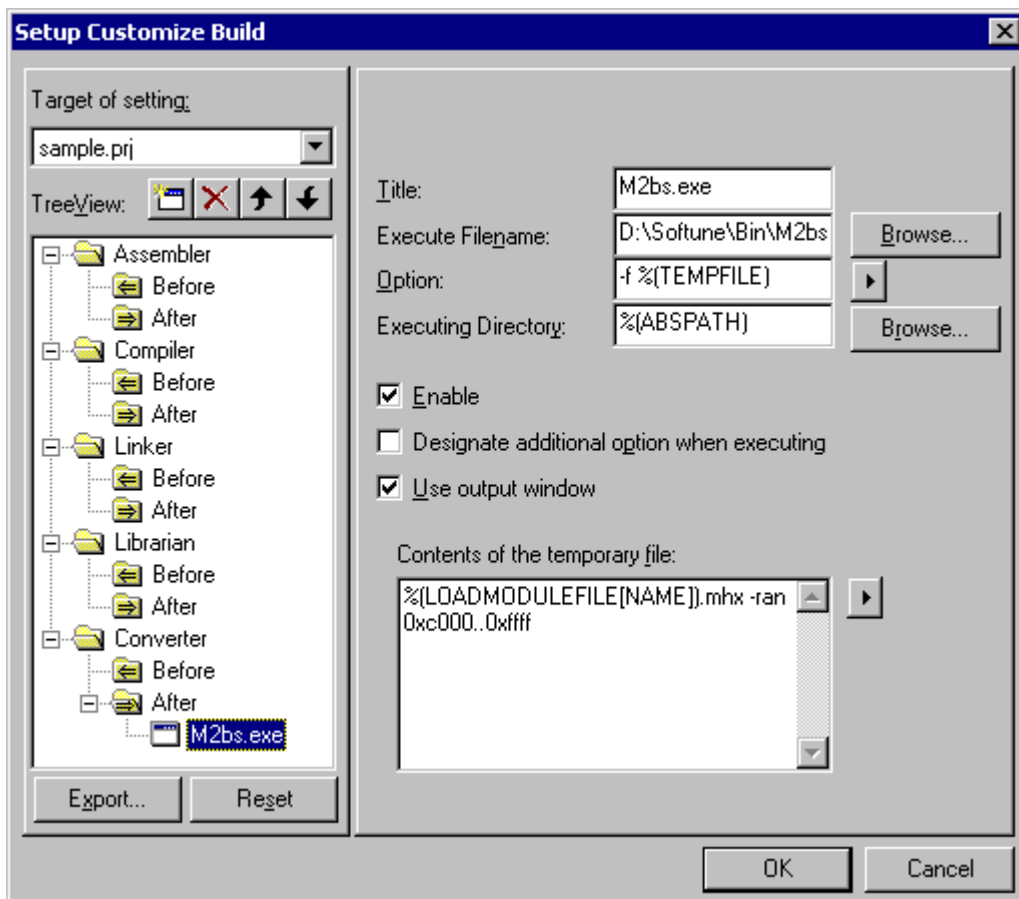 Setup Customize Build
Target of setting:
sample.prj
TreeView:
Assembler
Before
After
Compiler
Before
After
Linker
Before
After
Librarian
Before
After
Converter
Before
After
M2bs.exe
Export...
Reset
Title:
M2bs.exe
Execute Filename:
D:\Softune\Bin\M2bs
Browse...
Option:
-f %(TEMPFILE)
Executing Directory:
%(ABSPATH)
Browse...
Enable
Designate additional option when executing
Use output window
Contents of the temporary file:
%(LOADMODULEFILE[NAME]).mhx -ran
0xc000..0xffff
OK
Cancel